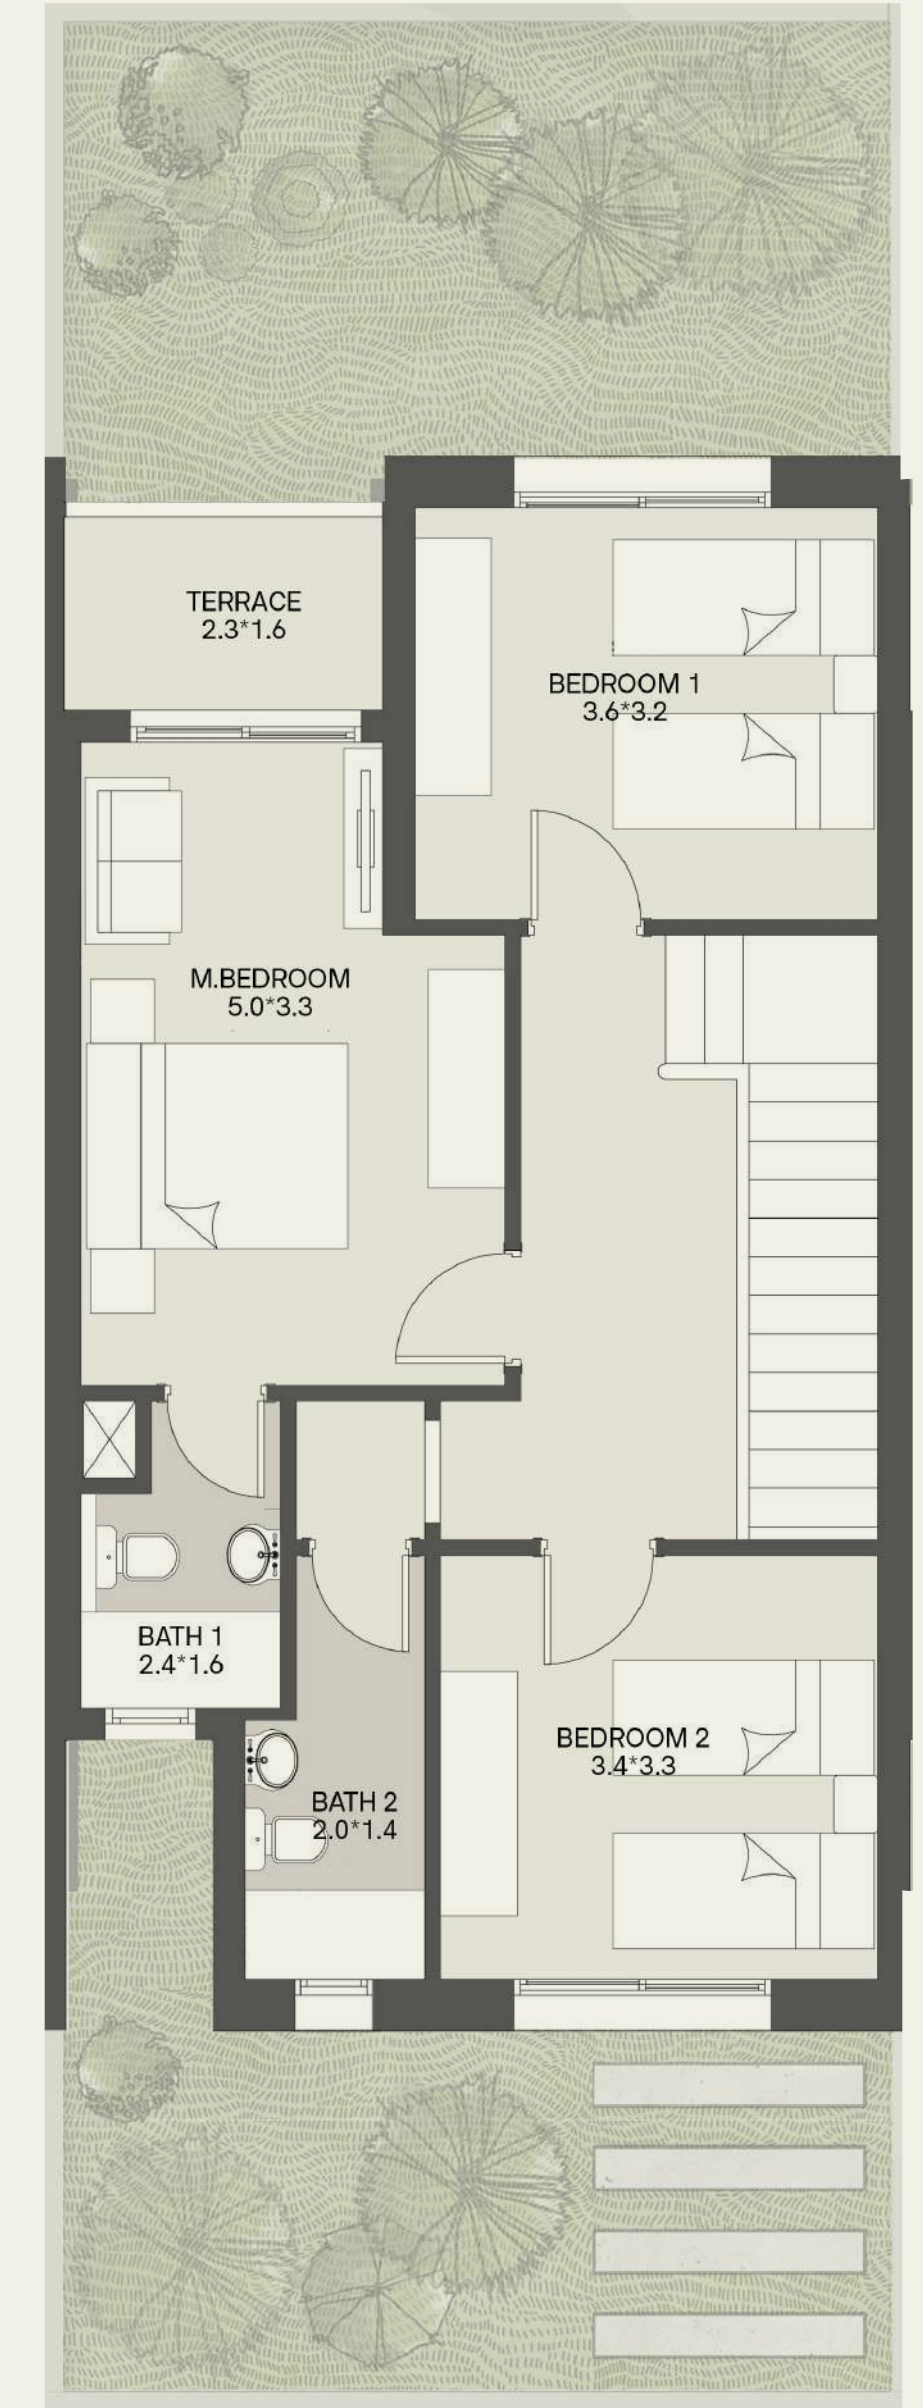 TERRACE
2.3*1.6
BEDROOM 1
3.6*3.2
M.BEDROOM
5.0*3.3
BATH 1
2.4*1.6
BEDROOM 2
3.4*3.3
BATH 2
2.0*1.4